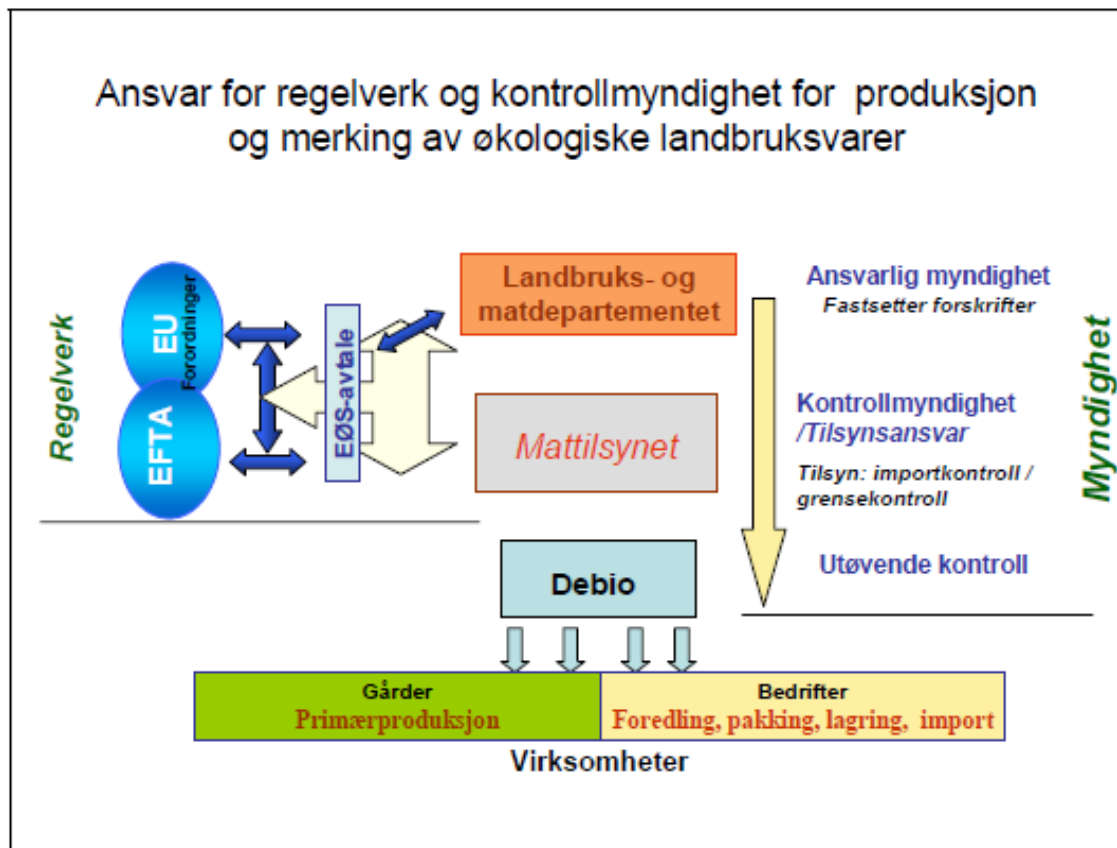 Ansvar for regelverk og kontrollmyndighet for produksjon
og merking av økologiske landbruksvarer
Regelverk
EU
Forordninger
EFTA
EØS-avtale
Landbruks- og
matdepartementet
Mattilsynet
Ansvarlig myndighet
Fastsetter forskrifter
Kontrollmyndighet
/Tilsynsansvar
Tilsyn: importkontroll /
grensekontroll
Utøvende kontroll
Myndighet
Debio
Gårder
Primærproduksjon
Bedrifter
Foredling, pakking, lagring, import
Virksomheter